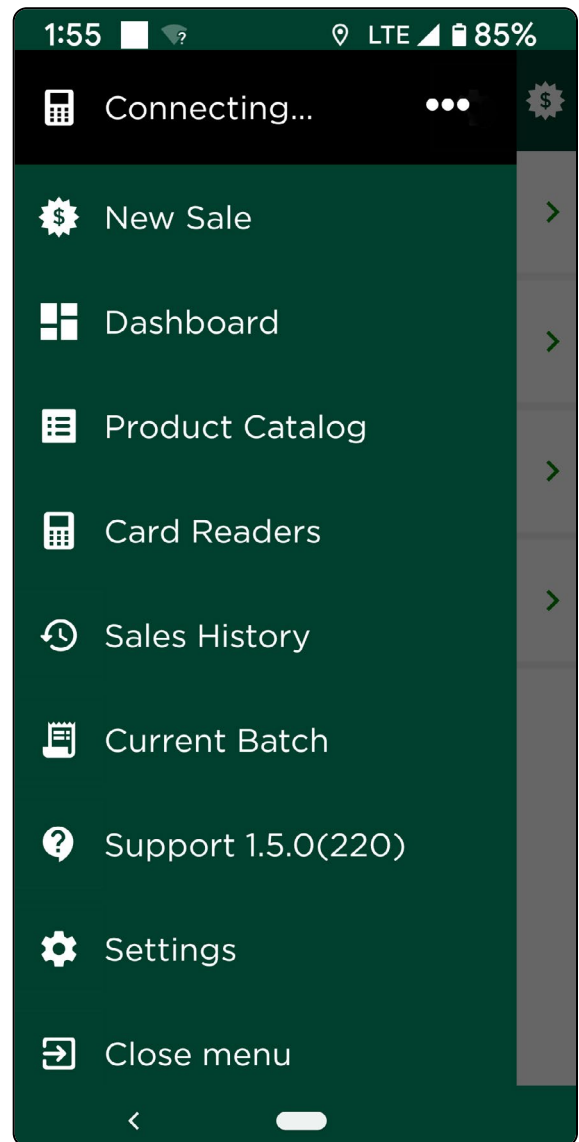 1:55 LTE 85%
Connecting...
New Sale
Dashboard
Product Catalog
Card Readers
Sales History
Current Batch
Support 1.5.0(220)
Settings
Close menu